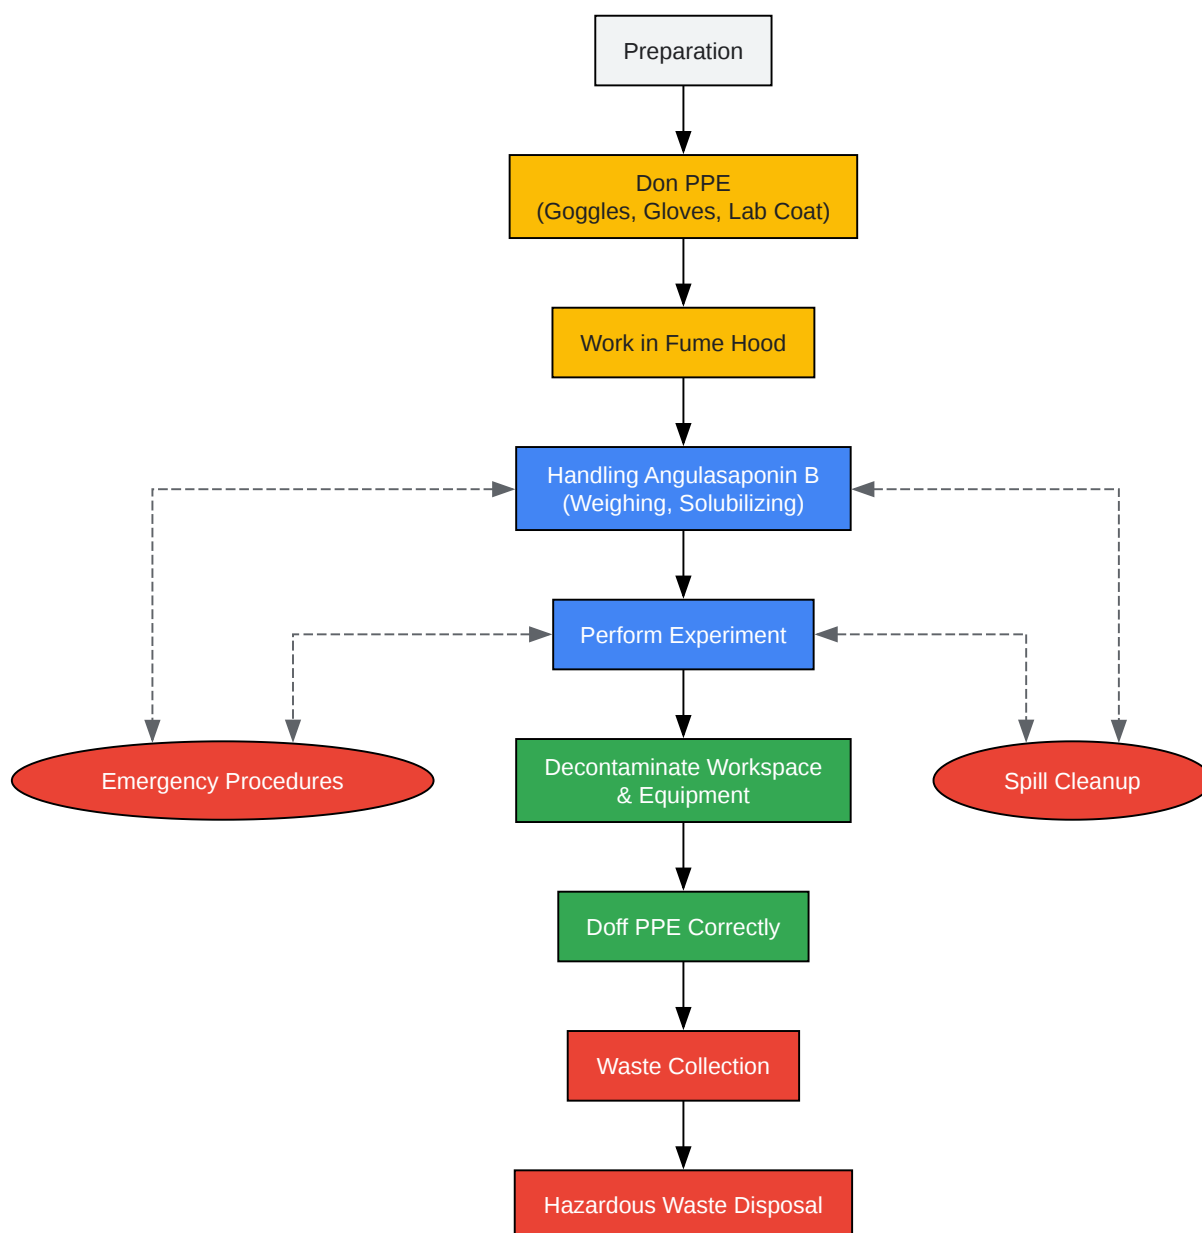 Preparation
Don PPE
(Goggles, Gloves, Lab Coat)
Work in Fume Hood
Handling Angulasaponin B
(Weighing, Solubilizing)
Perform Experiment
Emergency Procedures
Decontaminate Workspace
& Equipment
Spill Cleanup
Doff PPE Correctly
Waste Collection
Hazardous Waste Disposal